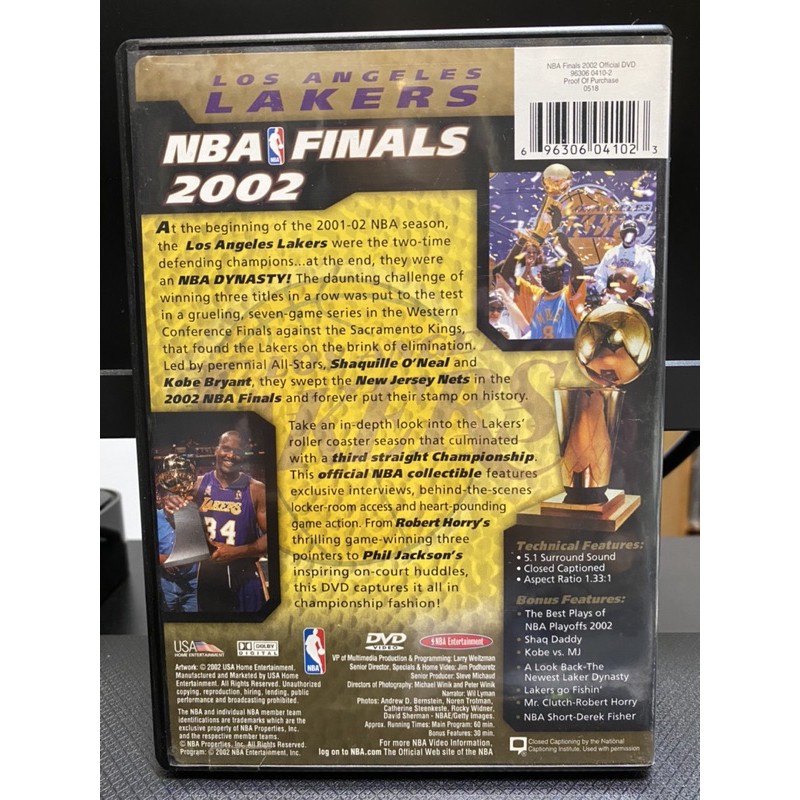 LOS ANGELES
LAKERS
NBA FINALS
2002
NBA Finals 2002 Official DVD
96306 0410-2
Proof Of Purchase
0518
6 96306 04102 3
At the beginning of the 2001-02 NBA season,
the Los Angeles Lakers were the two-time
defending champions...at the end, they were
an NBA DYNASTY! The daunting challenge of
winning three titles in a row was put to the test
in a grueling, seven-game series in the Western
Conference Finals against the Sacramento Kings,
that found the Lakers on the brink of elimination.
Led by perennial All-Stars, Shaquille O'Neal and
Kobe Bryant, they swept the New Jersey Nets in the
2002 NBA Finals and forever put their stamp on history.
Take an in-depth look into the Lakers'
roller coaster season that culminated
with a third straight Championship.
This official NBA collectible features
exclusive interviews, behind-the-scenes
locker-room access and heart-pounding
game action. From Robert Horry's
thrilling game-winning three
pointers to Phil Jackson's
inspiring on-court huddles,
this DVD captures it all in
championship fashion!
8
LAKERS
34
Technical Features:
• 5.1 Surround Sound
• Closed Captioned
• Aspect Ratio 1.33:1
Bonus Features:
• The Best Plays of
NBA Playoffs 2002
• Shaq Daddy
• Kobe vs. MJ
• A Look Back-The
Newest Laker Dynasty
• Lakers go Fishin'
• Mr. Clutch-Robert Horry
• NBA Short-Derek Fisher
Closed Captioning by the National
Captioning Institute. Used with permission
USA
HOME ENTERTAINMENT
DOLBY
DIGITAL
NBA
DVD
VIDEO
NBA Entertainment
Artwork: © 2002 USA Home Entertainment.
Manufactured and Marketed by USA Home
Entertainment. All Rights Reserved. Unauthorized
copying, reproduction, hiring, lending, public
performance and broadcasting prohibited.
The NBA and individual NBA member team
identifications are trademarks which are the
exclusive property of NBA Properties, Inc.
and the respective member teams.
© NBA Properties, Inc. All Rights Reserved.
Program: © 2002 NBA Entertainment, Inc.
VP of Multimedia Production & Programming: Larry Weitzman
Senior Director, Specials & Home Video: Jim Podhoretz
Senior Producer: Steve Michaud
Directors of Photography: Michael Wink and Peter Wink
Narrator: Wil Lyman
Photos: Andrew D. Bernstein, Noren Trotman,
Catherine Steenkeste, Rocky Widner,
David Sherman - NBAE/Getty Images.
Approx. Running Times: Main Program: 60 min.
Bonus Features: 30 min.
For more NBA Video Information,
log on to NBA.com The Official Web site of the NBA